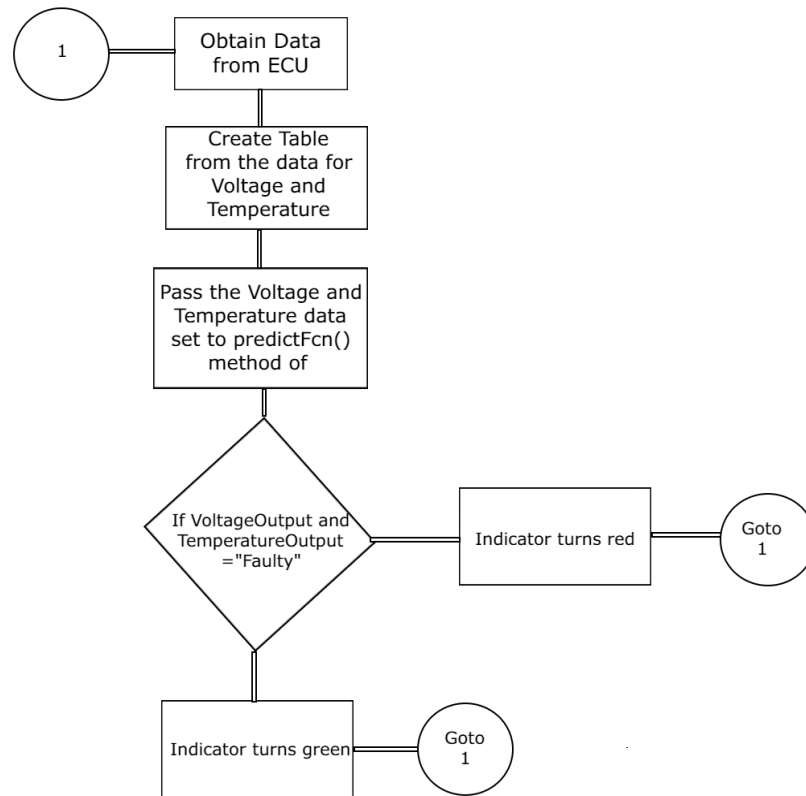 1
Obtain Data
from ECU
Create Table
from the data for
Voltage and
Temperature
Pass the Voltage and
Temperature data
set to predictFcn()
method of
If VoltageOutput and
TemperatureOutput
="Faulty"
Indicator turns red
Goto
1
Indicator turns green
Goto
1